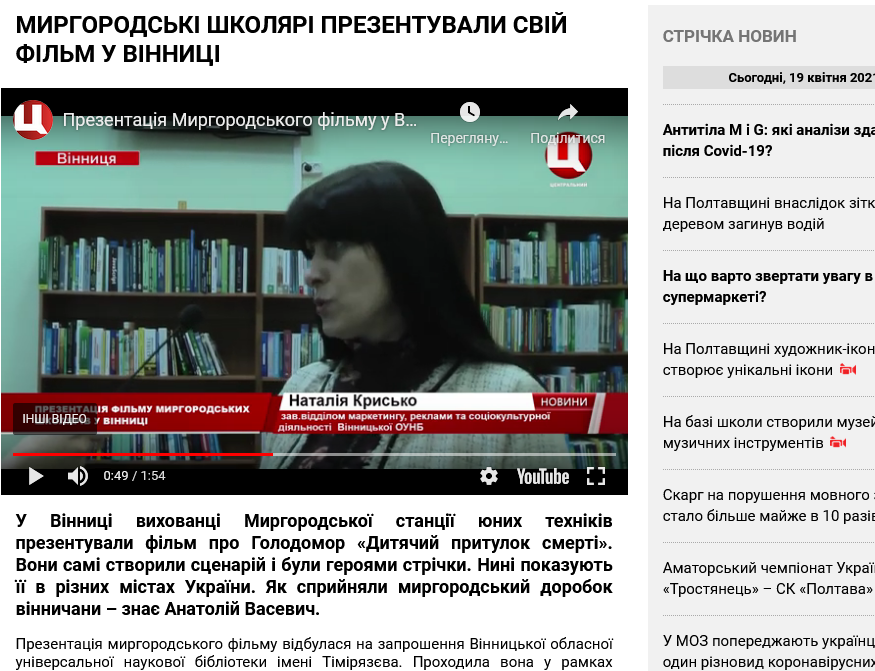 МИРГОРОДСЬКІ ШКОЛЯРІ ПРЕЗЕНТУВАЛИ СВІЙ
ФІЛЬМ У ВІННИЦІ
Презентація Миргородського фільму у В...
Перегляну...
Поділитися
Вінниця
ЦЕНТРАЛЬНИЙ
ІНШІ ВІДЕО
ПРЕЗЕНТАЦІЯ ФІЛЬМУ МИРГОРОДСЬКИХ
ШКОЛЯРІВ У ВІННИЦІ
Наталія Крисько
НОВИНИ
зав.відділом маркетингу, реклами та соціокультурної
діяльності Вінницької ОУНБ
0:49 / 1:54
YouTube
У Вінниці вихованці Миргородської станції юних техніків
презентували фільм про Голодомор «Дитячий притулок смерті».
Вони самі створили сценарій і були героями стрічки. Нині показують
її в різних містах України. Як сприйняли миргородський доробок
вінничани – знає Анатолій Васевич.
Презентація миргородського фільму відбулася на запрошення Вінницької обласної
універсальної наукової бібліотеки імені Тімірязєва. Проходила вона у рамках
СТРІЧКА НОВИН
Сьогодні, 19 квітня 2021
Антитіла M і G: які аналізи зда
після Covid-19?
На Полтавщині внаслідок зітк
деревом загинув водій
На що варто звертати увагу в
супермаркеті?
На Полтавщині художник-ікон
створює унікальні ікони
На базі школи створили музей
музичних інструментів
Скарг на порушення мовного з
стало більше майже в 10 разів
Аматорський чемпіонат Украї
«Тростянець» – СК «Полтава»
У МОЗ попереджають українц
один різновид коронавірусних